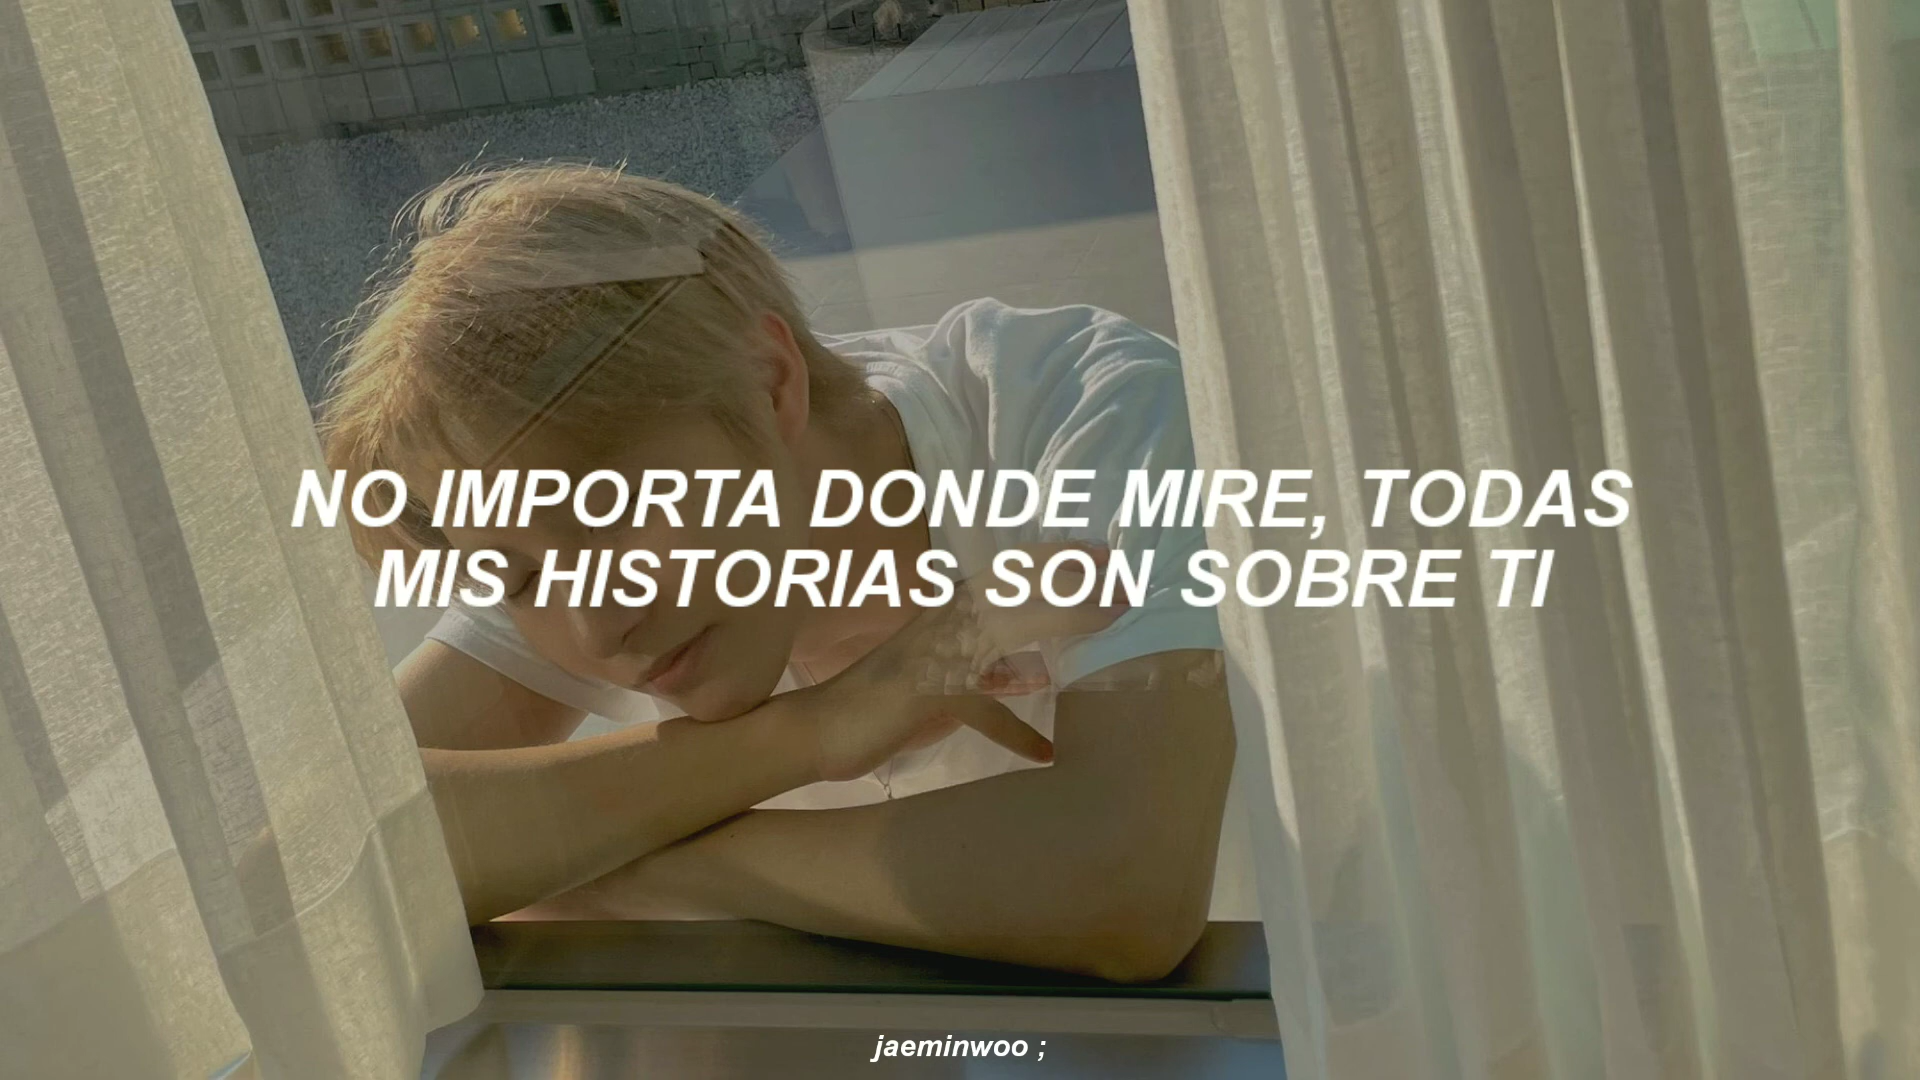 NO IMPORTA DONDE MIRE, TODAS
MIS HISTORIAS SON SOBRE TI
jaeminwoo ;